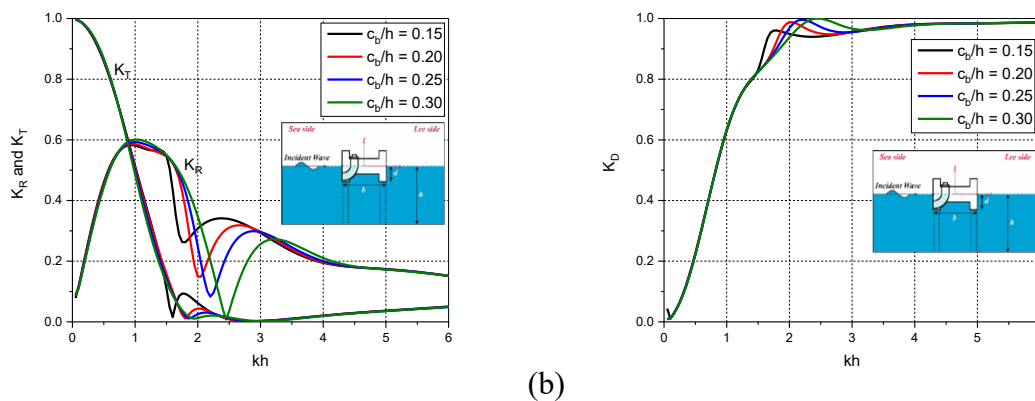 1.0
0.8
0.6
0.4
0.2
0.0
K_R and K_T
0 1 2 3 4 5 6
kh
K_T
K_R
c_b/h = 0.15
c_b/h = 0.20
c_b/h = 0.25
c_b/h = 0.30
Sea side Lee side
Incident Wave
d
b
h
1.0
0.8
0.6
0.4
0.2
0.0
K_D
0 1 2 3 4 5
kh
c_b/h = 0.15
c_b/h = 0.20
c_b/h = 0.25
c_b/h = 0.30
Sea side Lee side
Incident Wave
d
b
h
(b)